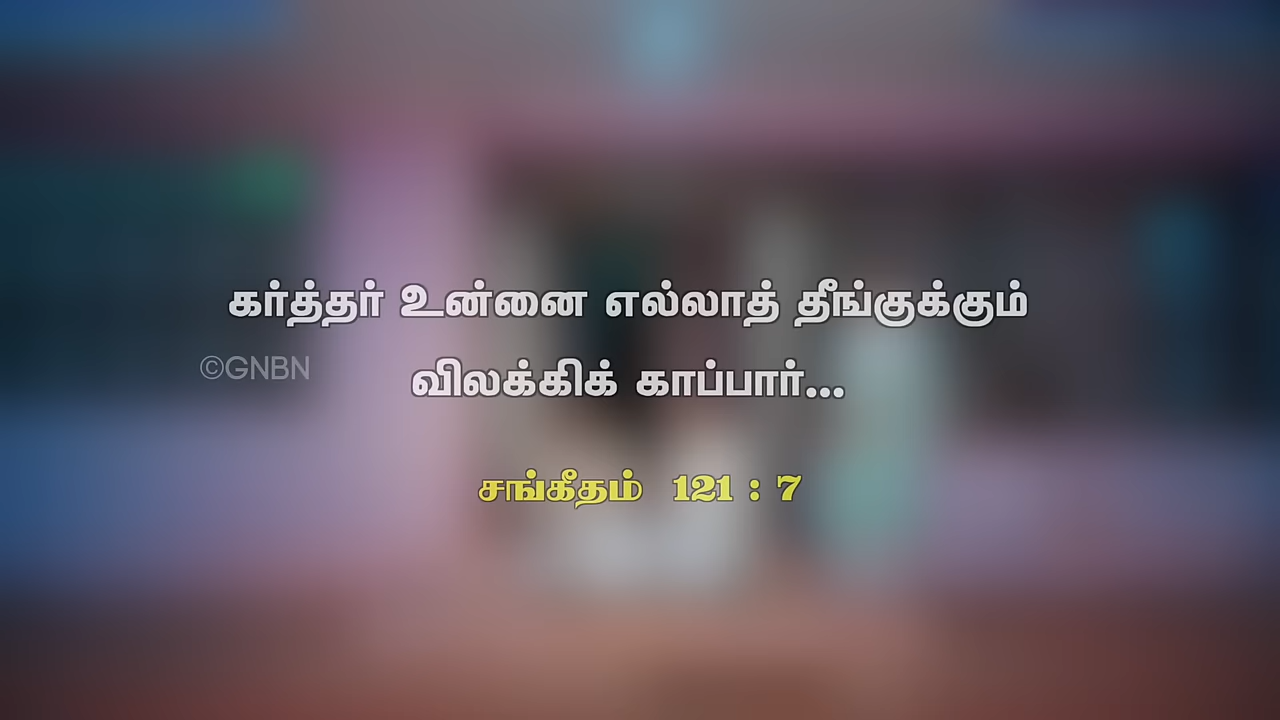 கர்த்தர் உன்னை எல்லாத் தீங்குக்கும்
©GNBN
விலக்கிக் காப்பார்...
சங்கீதம் 121 : 7